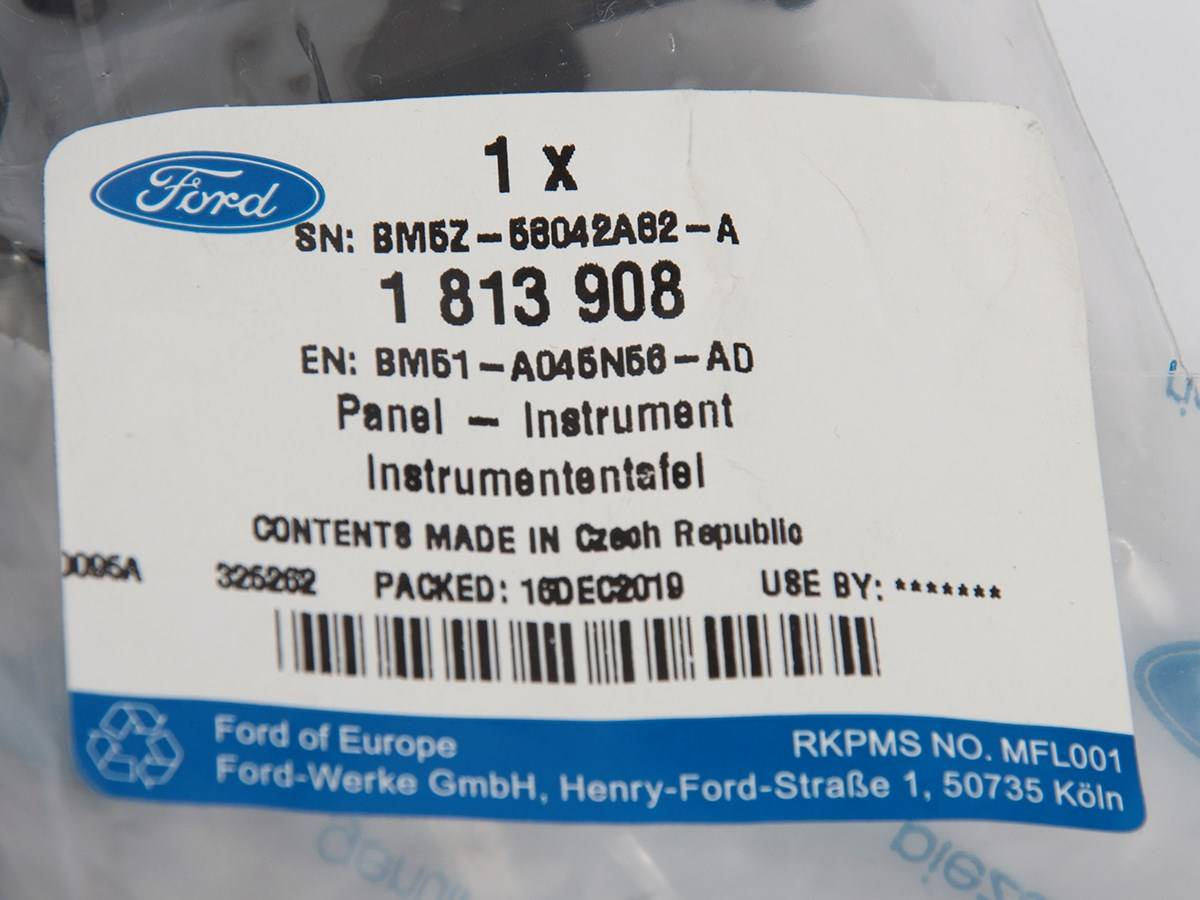 Ford
1 x
SN: BM5Z-58042A82-A
1 813 908
EN: BM51-A045N56-AD
Panel - Instrument
Instrumententafel
CONTENTS MADE IN Czech Republic
0095A 325262 PACKED: 16DEC2019 USE BY: *******
Ford of Europe RKPMS NO. MFL001
Ford-Werke GmbH, Henry-Ford-Straße 1, 50735 Köln